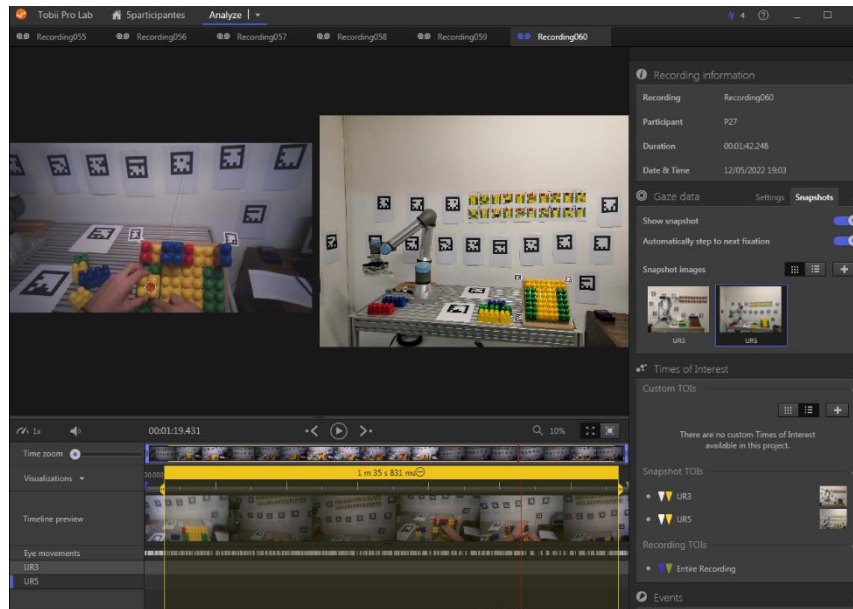 Tobii Pro Lab
5participantes
Analyze
4
Recording055
Recording056
Recording057
Recording058
Recording059
Recording060
Recording information
Recording Recording060
Participant P27
Duration 00:01:42.248
Date & Time 12/05/2022 19:03
Gaze data Settings Snapshots
Show snapshot
Automatically step to next fixation
Snapshot images
UR3 UR5
Times of Interest
Custom TOIs
There are no custom Times of Interest
available in this project.
Snapshot TOIs
UR3
UR5
Recording TOIs
Entire Recording
Events
1x 00:01:19.431 10%
Time zoom
Visualizations 1 m 35 s 831 ms
Timeline preview
Eye movements
UR3
UR5